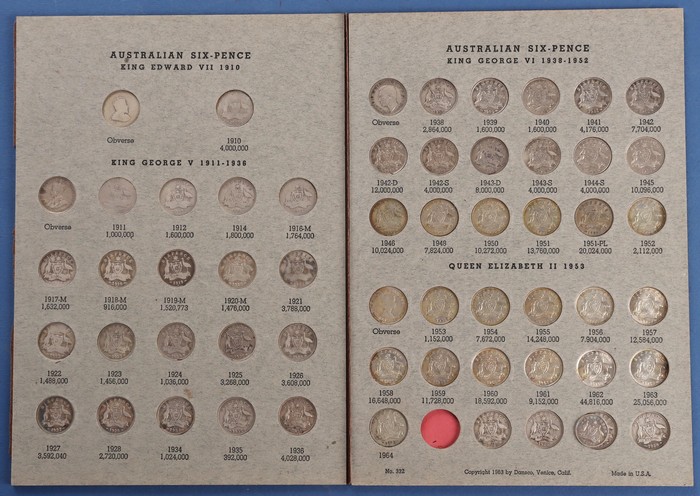 AUSTRALIAN SIX-PENCE
KING EDWARD VII 1910
Obverse 1910
4,000,000
KING GEORGE V 1911-1936
Obverse 1911 1912 1914 1916-M
1,000,000 1,600,000 1,800,000 1,764,000
1917-M 1918-M 1919-M 1920-M 1921
1,632,000 916,000 1,520,773 1,476,000 3,788,000
1922 1923 1924 1925 1926
1,488,000 1,456,000 1,036,000 3,268,000 3,608,000
1927 1928 1934 1935 1936
3,592,040 2,720,000 1,024,000 392,000 4,028,000
AUSTRALIAN SIX-PENCE
KING GEORGE VI 1938-1952
Obverse 1938 1939 1940 1941 1942
2,864,000 1,600,000 1,600,000 4,176,000 7,704,000
1942-D 1942-S 1943-D 1943-S 1944-S 1945
12,000,000 4,000,000 8,000,000 4,000,000 4,000,000 10,096,000
1946 1948 1950 1951 1951-PL 1952
10,024,000 7,824,000 10,272,000 13,760,000 20,024,000 2,112,000
QUEEN ELIZABETH II 1953
Obverse 1953 1954 1955 1956 1957
1,152,000 7,672,000 14,248,000 7,904,000 12,584,000
1958 1959 1960 1961 1962 1963
16,648,000 11,728,000 18,592,000 9,152,000 44,816,000 25,056,000
1964
No. 332 Copyright 1963 by Dansco, Venice, Calif. Made in U.S.A.